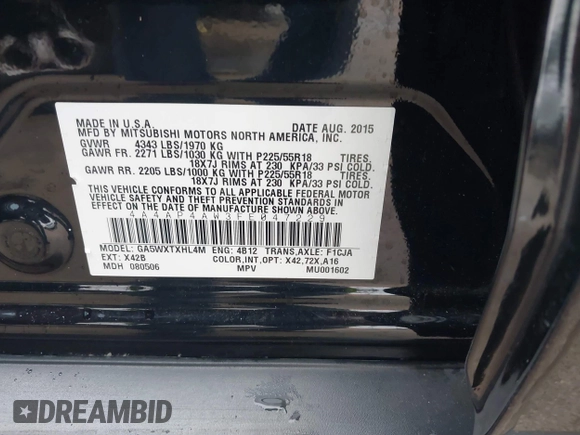 MADE IN U.S.A. DATE AUG. 2015
MFD BY MITSUBISHI MOTORS NORTH AMERICA, INC.
GVWR 4343 LBS/1970 KG
GAWR FR. 2271 LBS/1030 KG WITH P225/55R18 TIRES.
18X7J RIMS AT 230 KPA/33 PSI COLD.
GAWR RR. 2205 LBS/1000 KG WITH P225/55R18 TIRES.
18X7J RIMS AT 230 KPA/33 PSI COLD.
THIS VEHICLE CONFORMS TO ALL APPLICABLE FEDERAL MOTOR
VEHICLE SAFETY AND THEFT PREVENTION STANDARDS
IN EFFECT ON THE DATE OF MANUFACTURE SHOWN ABOVE.
4A4AP4AW3FE047229
MODEL: GA5WXTXHL4M ENG: 4B12 TRANS,AXLE: F1CJA
EXT: X42B COLOR,INT,OPT: X42,72X,A16
MDH 080506 MPV MU001602
DREAMBID